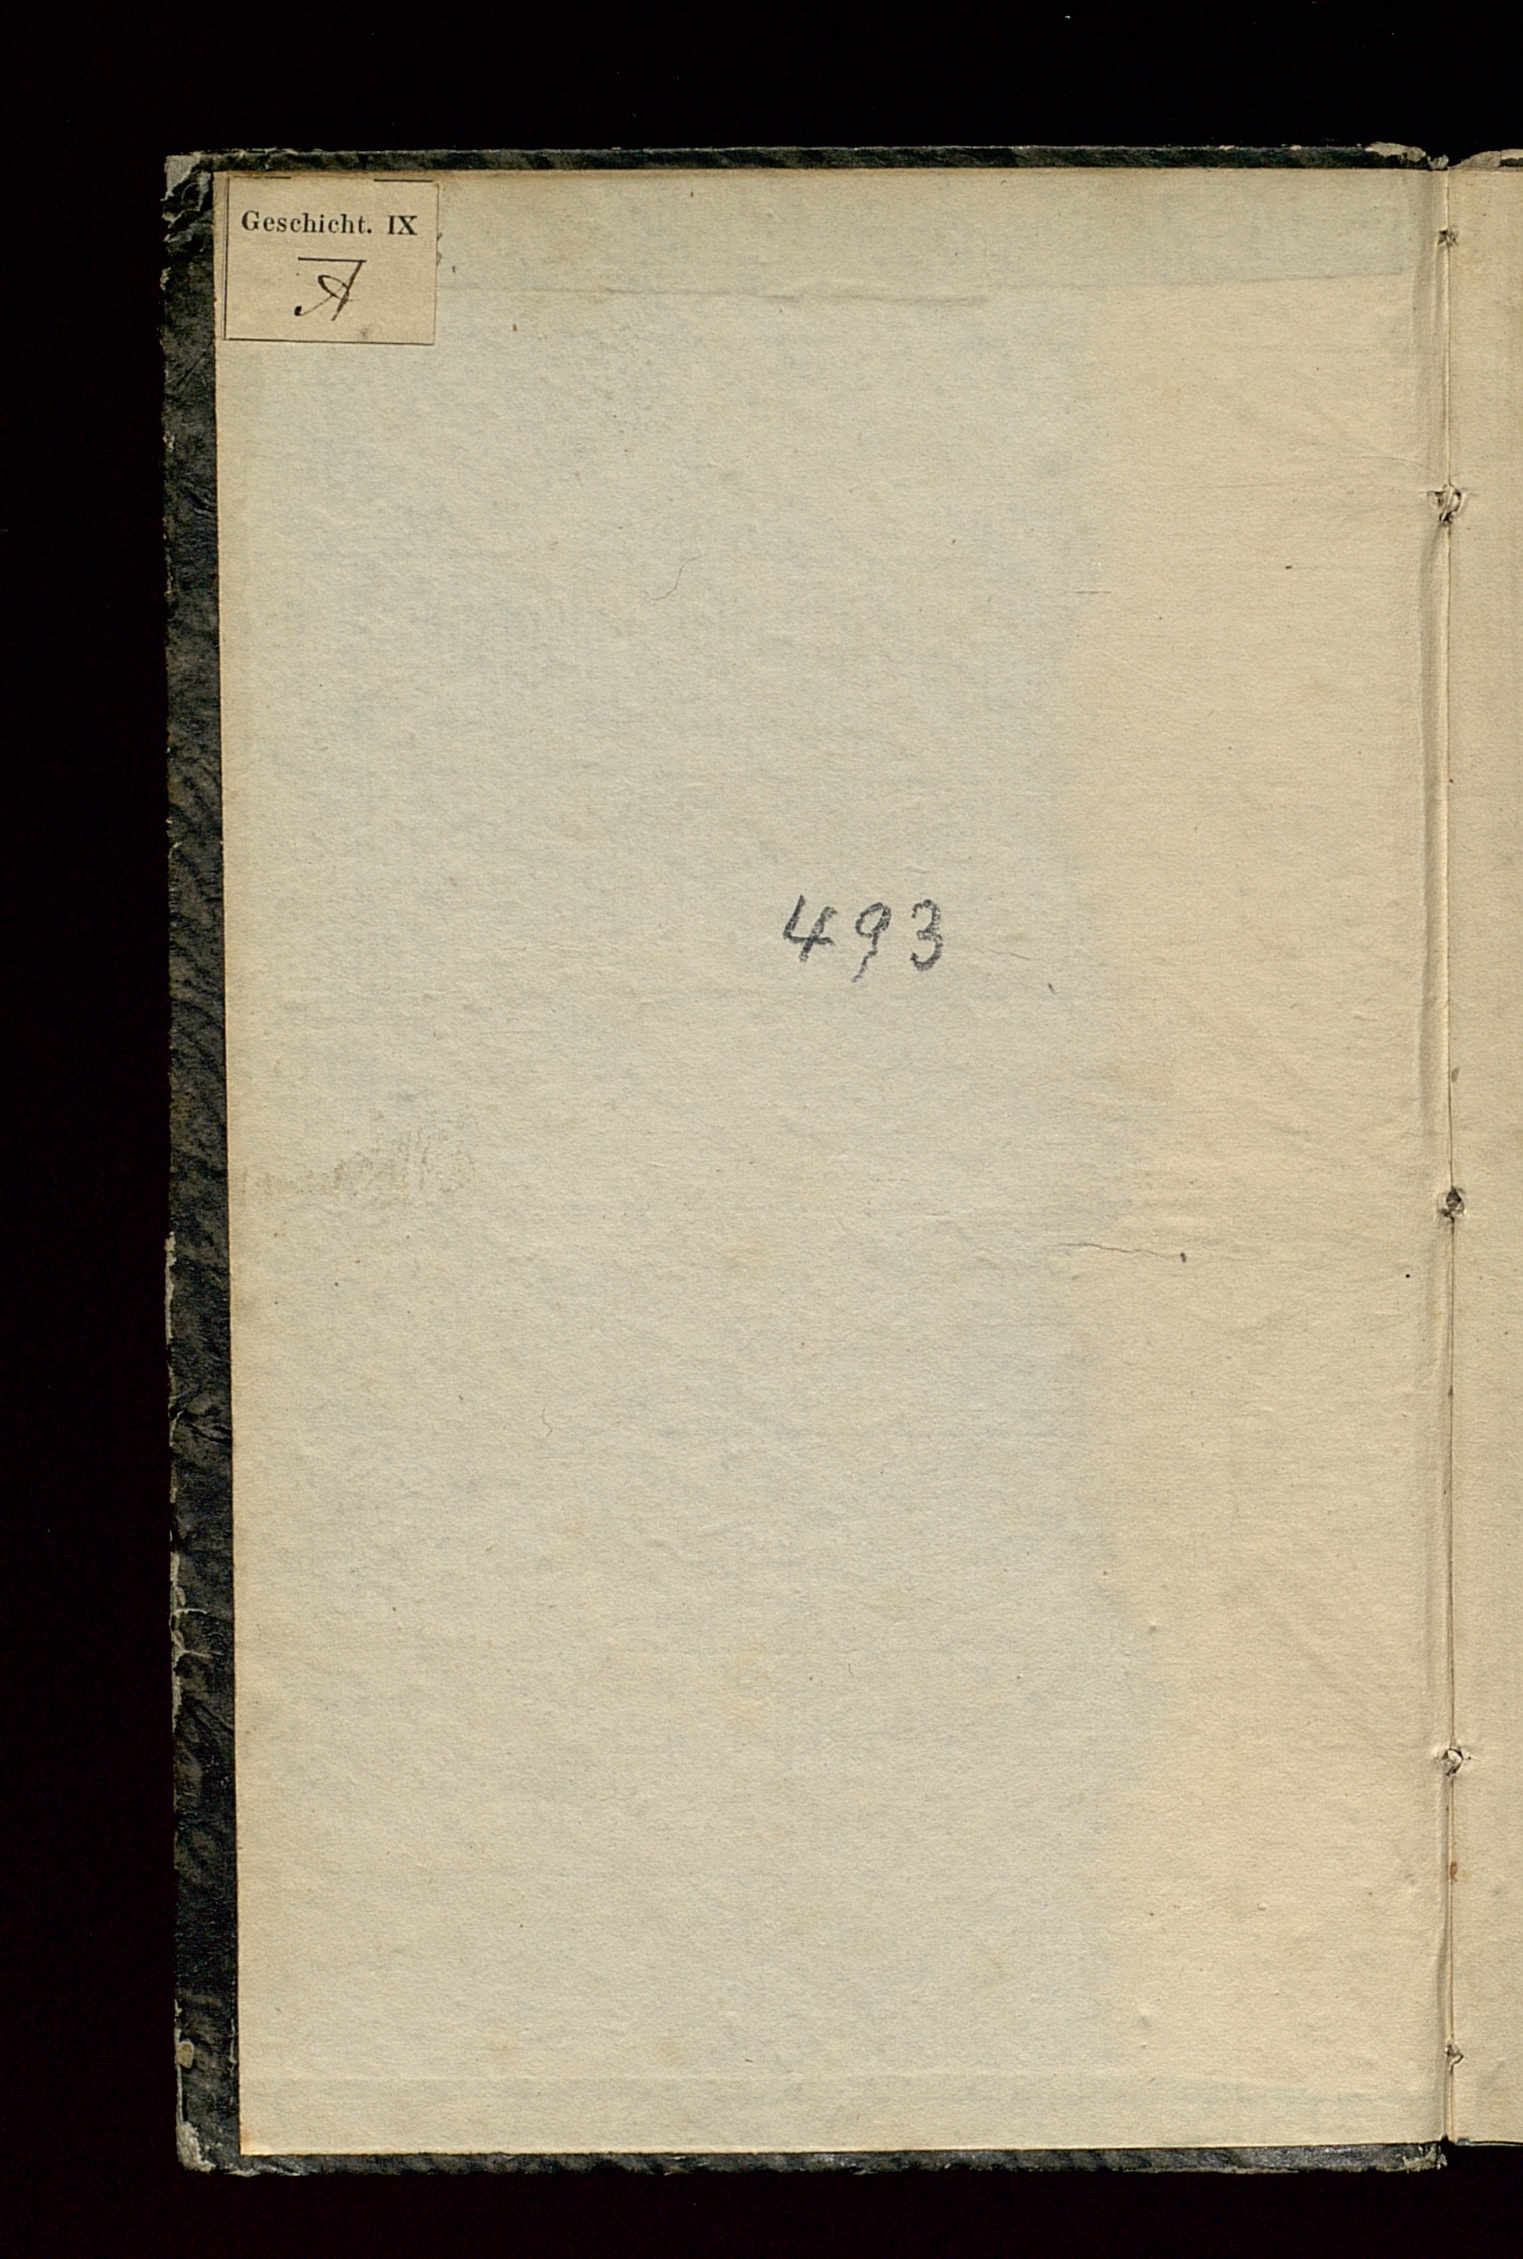 Geschicht. IX
A
493